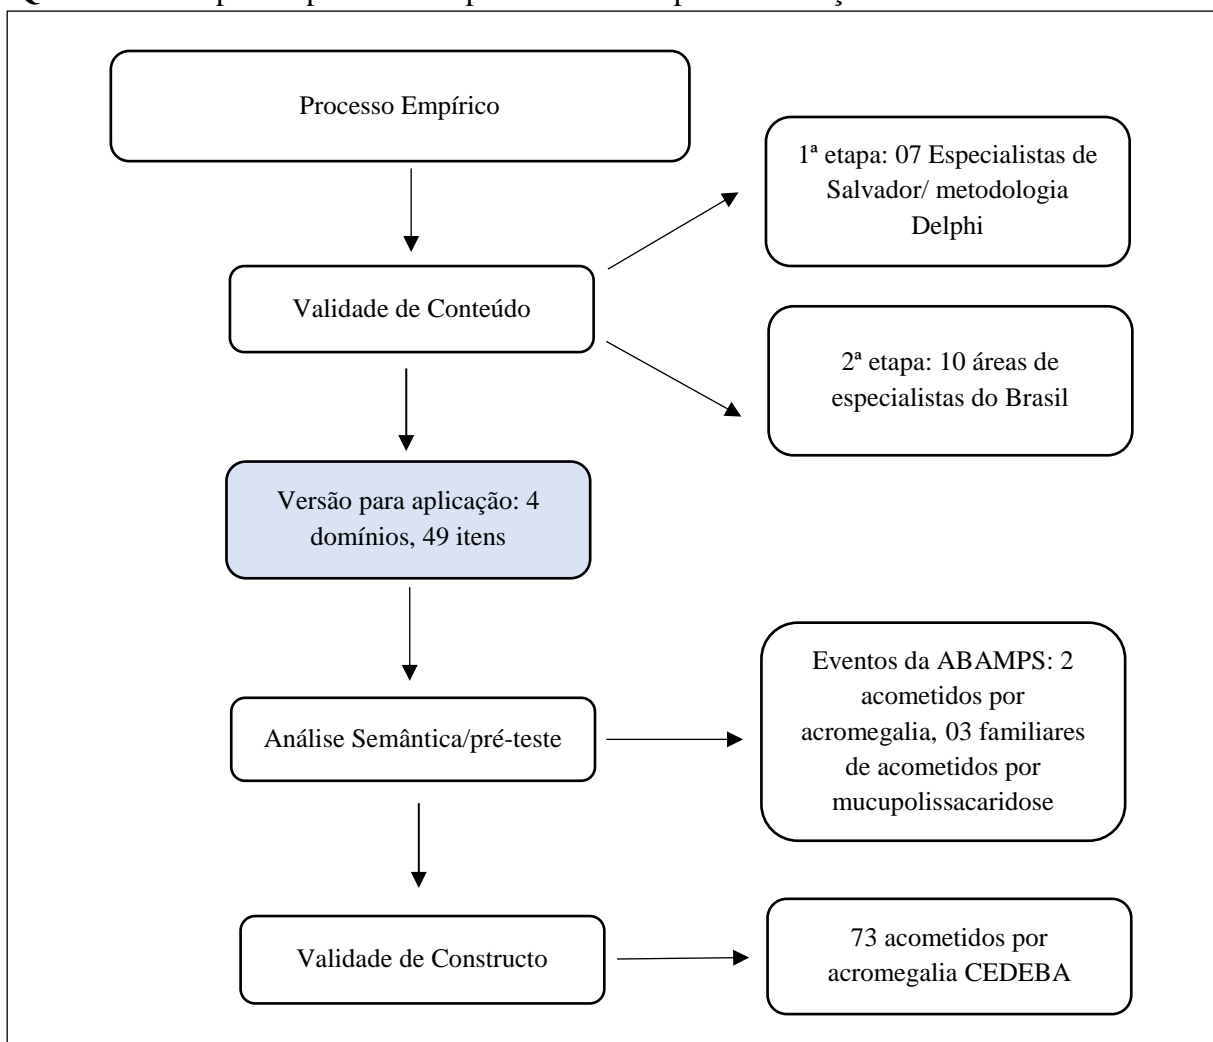 Processo Empírico
1ª etapa: 07 Especialistas de
Salvador/ metodologia
Delphi
Validade de Conteúdo
2ª etapa: 10 áreas de
especialistas do Brasil
Versão para aplicação: 4
domínios, 49 itens
Eventos da ABAMPS: 2
acometidos por
acromegalia, 03 familiares
de acometidos por
mucupolissacaridose
Análise Semântica/pré-teste
Validade de Constructo
73 acometidos por
acromegalia CEDEBA